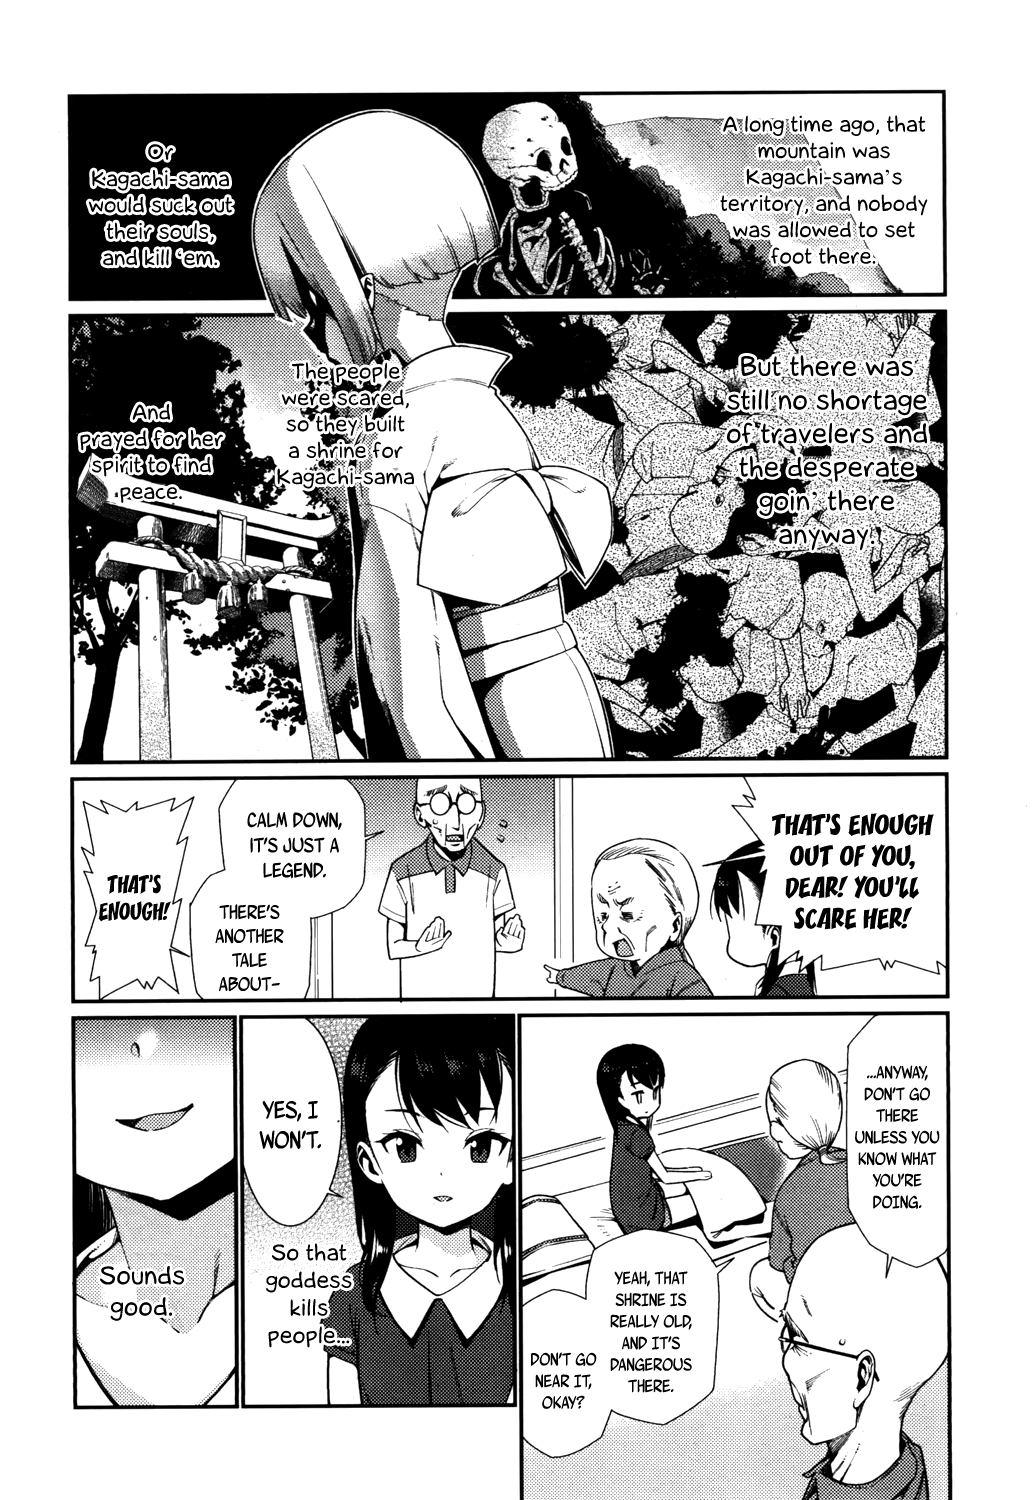 A long time ago, that
mountain was
Kagachi-sama's
territory, and nobody
was allowed to set
foot there.
Or
Kagachi-sama
would suck out
their souls,
and kill 'em.
But there was
still no shortage
of travelers and
the desperate
goin' there
anyway.
The people
were scared,
so they built
a shrine for
Kagachi-sama
And
prayed for her
spirit to find
peace.
THAT'S ENOUGH
OUT OF YOU,
DEAR! YOU'LL
SCARE HER!
CALM DOWN,
IT'S JUST A
LEGEND.
THERE'S
ANOTHER
TALE
ABOUT-
THAT'S
ENOUGH!
...ANYWAY,
DON'T GO
THERE
UNLESS YOU
KNOW WHAT
YOU'RE
DOING.
YEAH, THAT
SHRINE IS
REALLY OLD,
AND IT'S
DANGEROUS
THERE.
DON'T GO
NEAR IT,
OKAY?
YES, I
WON'T.
So that
goddess
kills
people...
Sounds
good.